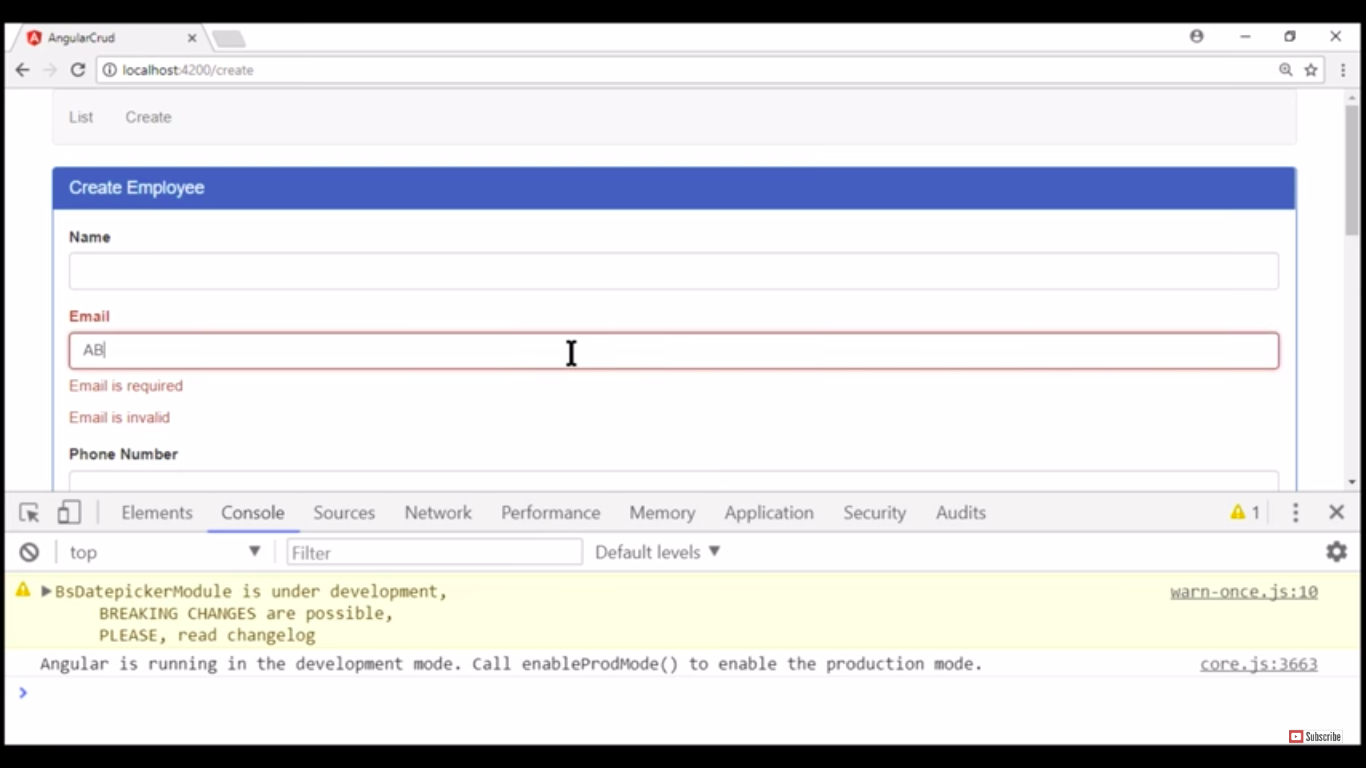 AngularCrud
localhost:4200/create
List Create
Create Employee
Name
Email
AB
Email is required
Email is invalid
Phone Number
Elements Console Sources Network Performance Memory Application Security Audits 1
top Filter Default levels
BsDatepickerModule is under development, warn-once.js:10
BREAKING CHANGES are possible,
PLEASE, read changelog
Angular is running in the development mode. Call enableProdMode() to enable the production mode. core.js:3663
Subscribe